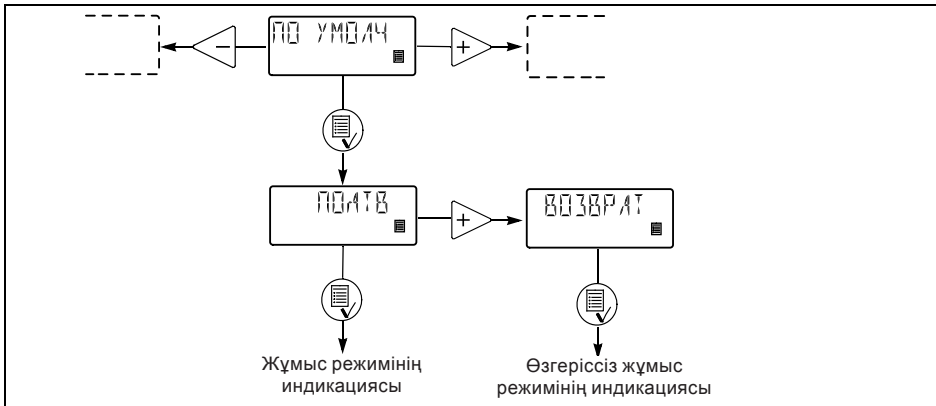 ПО УМОЛЧ
−
+
ПОДТВ
+
ВОЗВРАТ
Жұмыс режимінің
индикациясы
Өзгеріссіз жұмыс
режимінің индикациясы